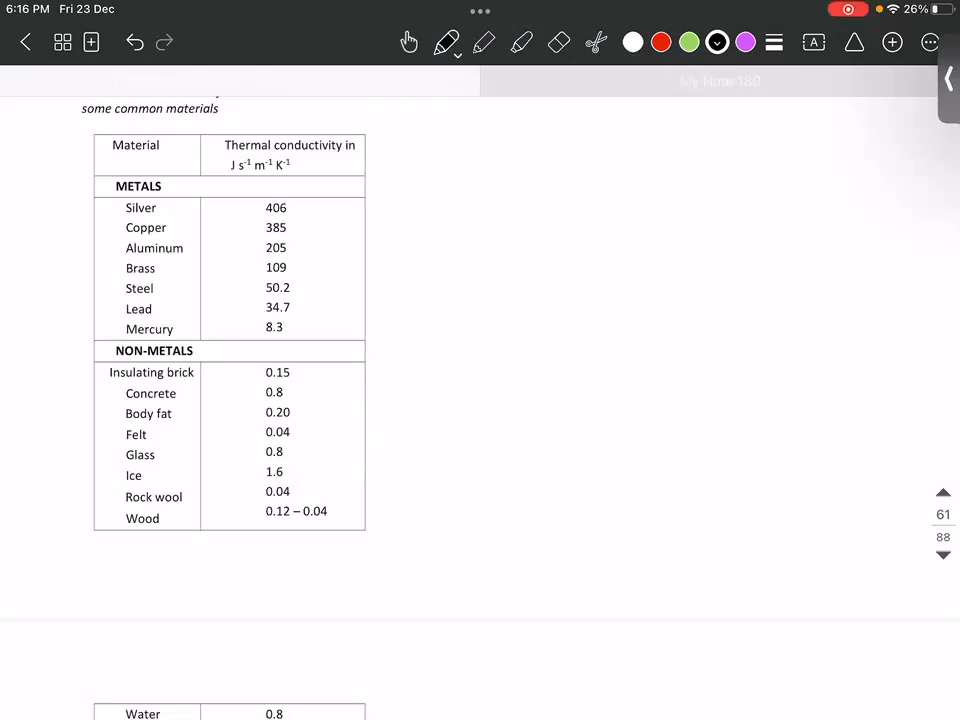 6:16 PM Fri 23 Dec
26%
A
My Note 189
some common materials
Material Thermal conductivity in
J s-1 m-1 K-1
METALS
Silver 406
Copper 385
Aluminum 205
Brass 109
Steel 50.2
Lead 34.7
Mercury 8.3
NON-METALS
Insulating brick 0.15
Concrete 0.8
Body fat 0.20
Felt 0.04
Glass 0.8
Ice 1.6
Rock wool 0.04
Wood 0.12 – 0.04
61
88
Water 0.8